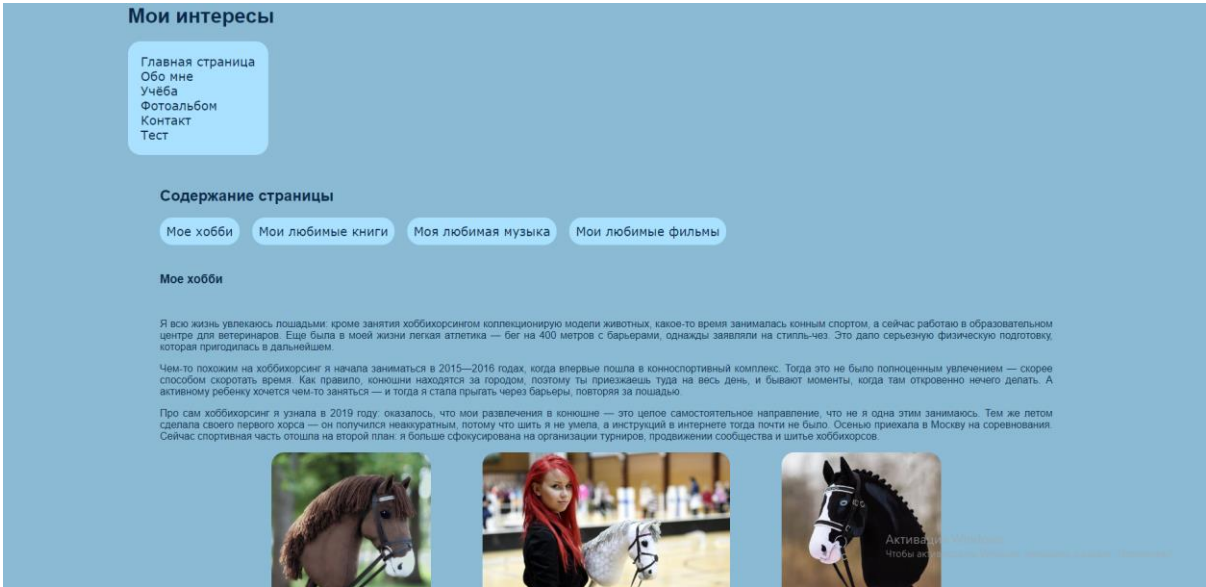 Мои интересы
Главная страница
Обо мне
Учёба
Фотоальбом
Контакт
Тест
Содержание страницы
Мое хобби
Мои любимые книги
Моя любимая музыка
Мои любимые фильмы
Мое хобби
Я всю жизнь увлекаюсь лошадьми: кроме занятия хоббихорсингом коллекционирую модели животных, какое-то время занималась конным спортом, а сейчас работаю в образовательном
центре для ветеринаров. Еще была в моей жизни легкая атлетика — бег на 400 метров с барьерами, однажды заявляли на стипль-чез. Это дало серьезную физическую подготовку,
которая пригодилась в дальнейшем.
Чем-то похожим на хоббихорсинг я начала заниматься в 2015—2016 годах, когда впервые пошла в конноспортивный комплекс. Тогда это не было полноценным увлечением — скорее
способом скоротать время. Как правило, конюшни находятся за городом, поэтому ты приезжаешь туда на весь день, и бывают моменты, когда там откровенно нечего делать. А
активному ребенку хочется чем-то заняться — и тогда я стала прыгать через барьеры, повторяя за лошадью.
Про сам хоббихорсинг я узнала в 2019 году: оказалось, что мои развлечения в конюшне — это целое самостоятельное направление, что не я одна этим занимаюсь. Тем же летом
сделала своего первого хорса — он получился неаккуратным, потому что шить я не умела, а инструкций в интернете тогда почти не было. Осенью приехала в Москву на соревнования.
Сейчас спортивная часть отошла на второй план: я больше сфокусирована на организации турниров, продвижении сообщества и шитье хоббихорсов.
Активация Windows
Чтобы